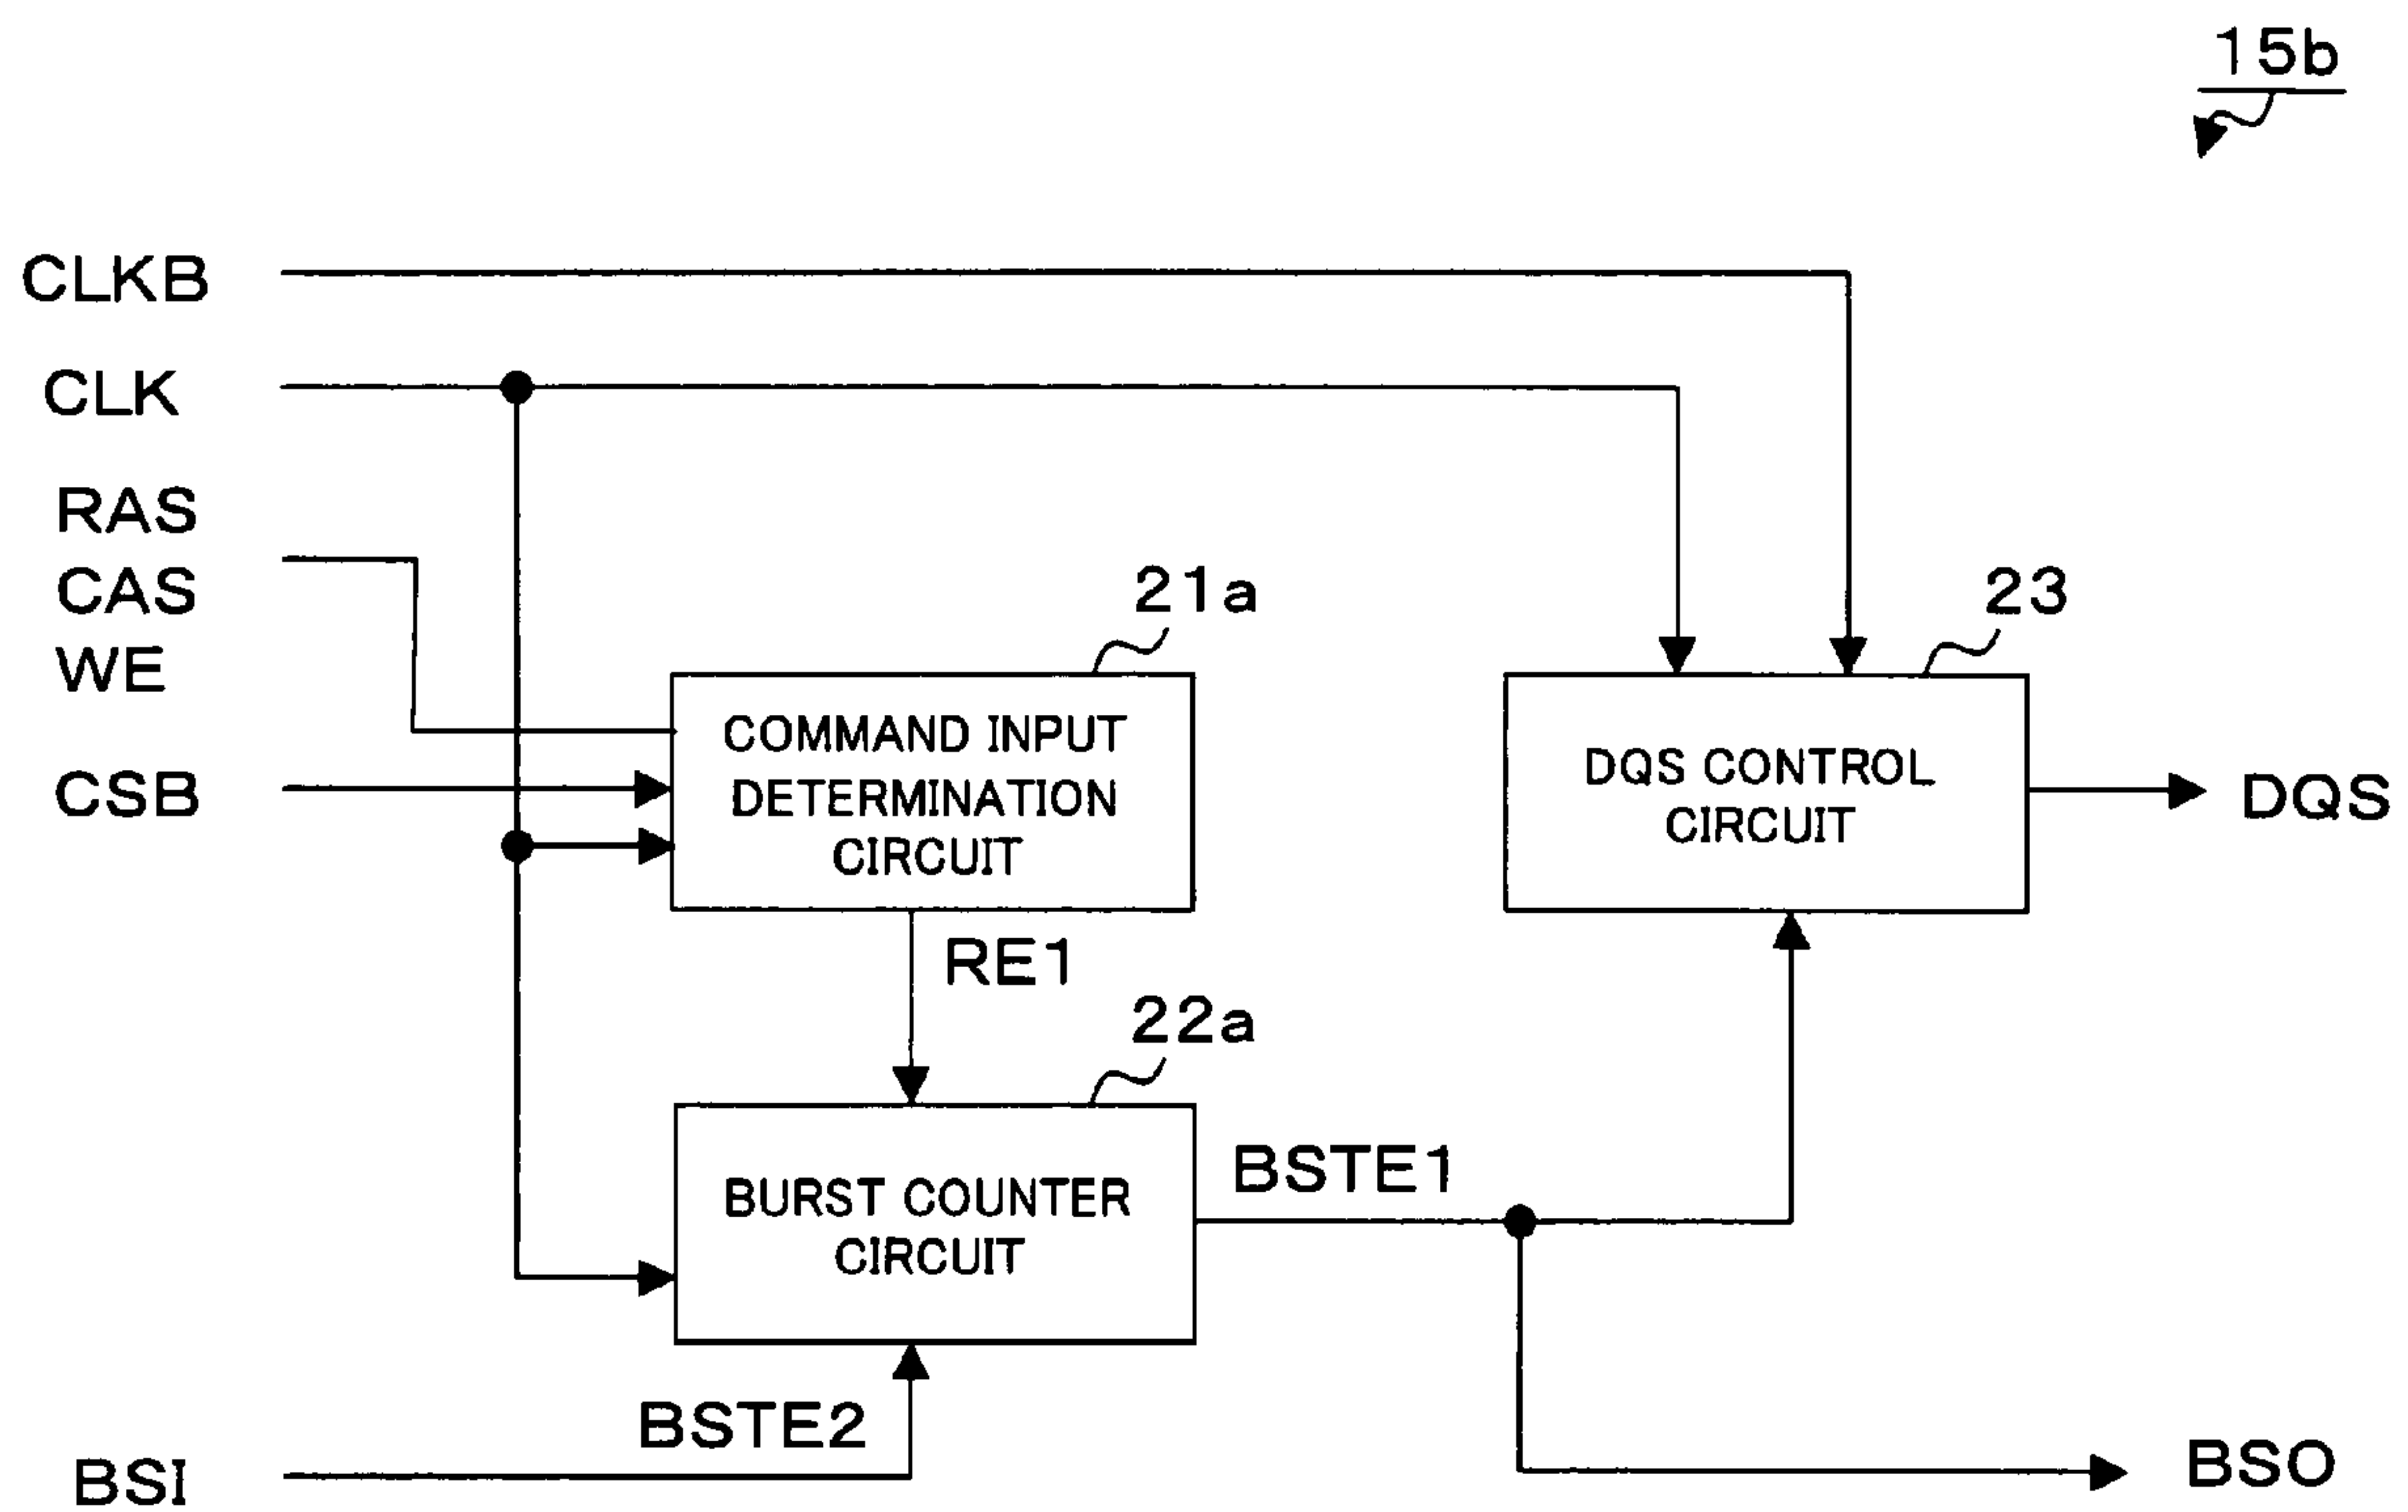 15b
CLKB
CLK
RAS
CAS
WE
CSB
21a
COMMAND INPUT
DETERMINATION
CIRCUIT
23
DQS CONTROL
CIRCUIT
DQS
RE1
22a
BURST COUNTER
CIRCUIT
BSTE1
BSTE2
BSI
BSO